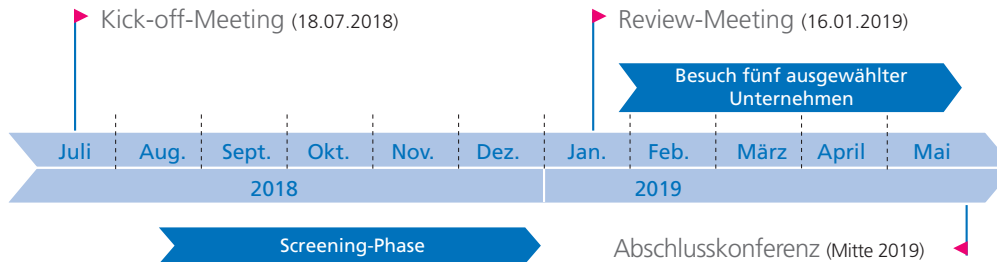 Kick-off-Meeting (18.07.2018)
Review-Meeting (16.01.2019)
Besuch fünf ausgewählter
Unternehmen
Juli Aug. Sept. Okt. Nov. Dez. Jan. Feb. März April Mai
2018 2019
Screening-Phase
Abschlusskonferenz (Mitte 2019)